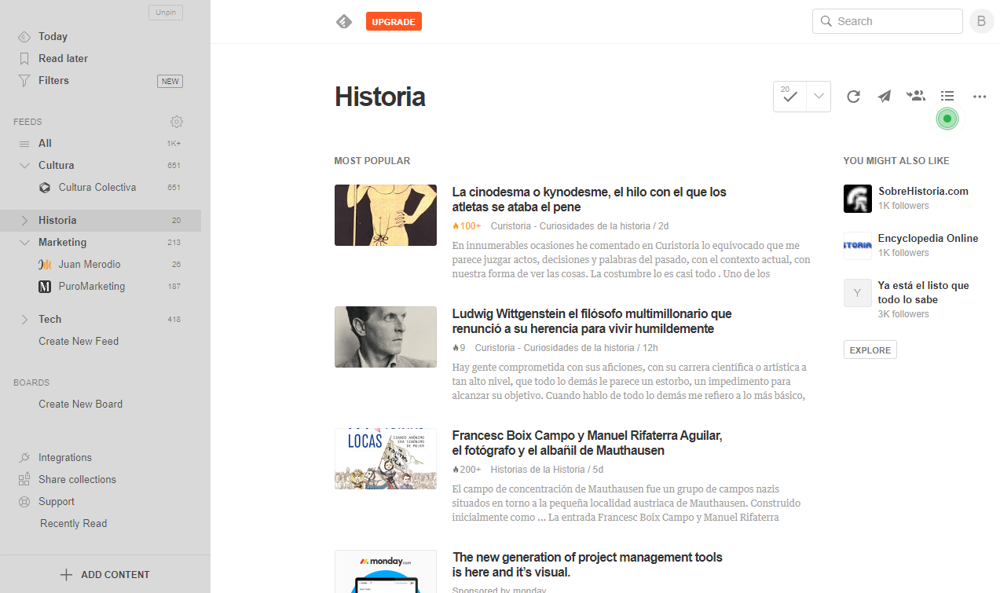 Unpin
Today
Read later
Filters
NEW
FEEDS
All
1K+
Cultura
651
Cultura Colectiva
651
Historia
20
Marketing
213
Juan Merodio
26
PuroMarketing
187
Tech
418
Create New Feed
BOARDS
Create New Board
Integrations
Share collections
Support
Recently Read
ADD CONTENT
UPGRADE
Search
B
Historia
20
MOST POPULAR
La cinodesma o kynodesme, el hilo con el que los
atletas se ataba el pene
100+ Curistoria - Curiosidades de la historia / 2d
En innumerables ocasiones he comentado en Curistoria lo equivocado que me
parece juzgar actos, decisiones y palabras del pasado, con el contexto actual, con
nuestra forma de ver las cosas. La costumbre lo es casi todo . Uno de los
Ludwig Wittgenstein el filósofo multimillonario que
renunció a su herencia para vivir humildemente
9 Curistoria - Curiosidades de la historia / 12h
Hay gente comprometida con sus aficiones, con su carrera científica o artística a
tan alto nivel, que todo lo demás le parece un estorbo, un impedimento para
alcanzar su objetivo. Cuando hablo de todo lo demás me refiero a lo más básico,
LOCAS
CUANDO ANÓNIMO
ERA SINÓNIMO
DE MUJER
Francesc Boix Campo y Manuel Rifaterra Aguilar,
el fotógrafo y el albañil de Mauthausen
200+ Historias de la Historia / 5d
El campo de concentración de Mauthausen fue un grupo de campos nazis
situados en torno a la pequeña localidad austriaca de Mauthausen. Construido
inicialmente como ... La entrada Francesc Boix Campo y Manuel Rifaterra
monday.com
The new generation of project management tools
is here and it's visual.
Sponsored by monday
YOU MIGHT ALSO LIKE
SobreHistoria.com
1K followers
STORIA
Encyclopedia Online
1K followers
Y
Ya está el listo que
todo lo sabe
3K followers
EXPLORE